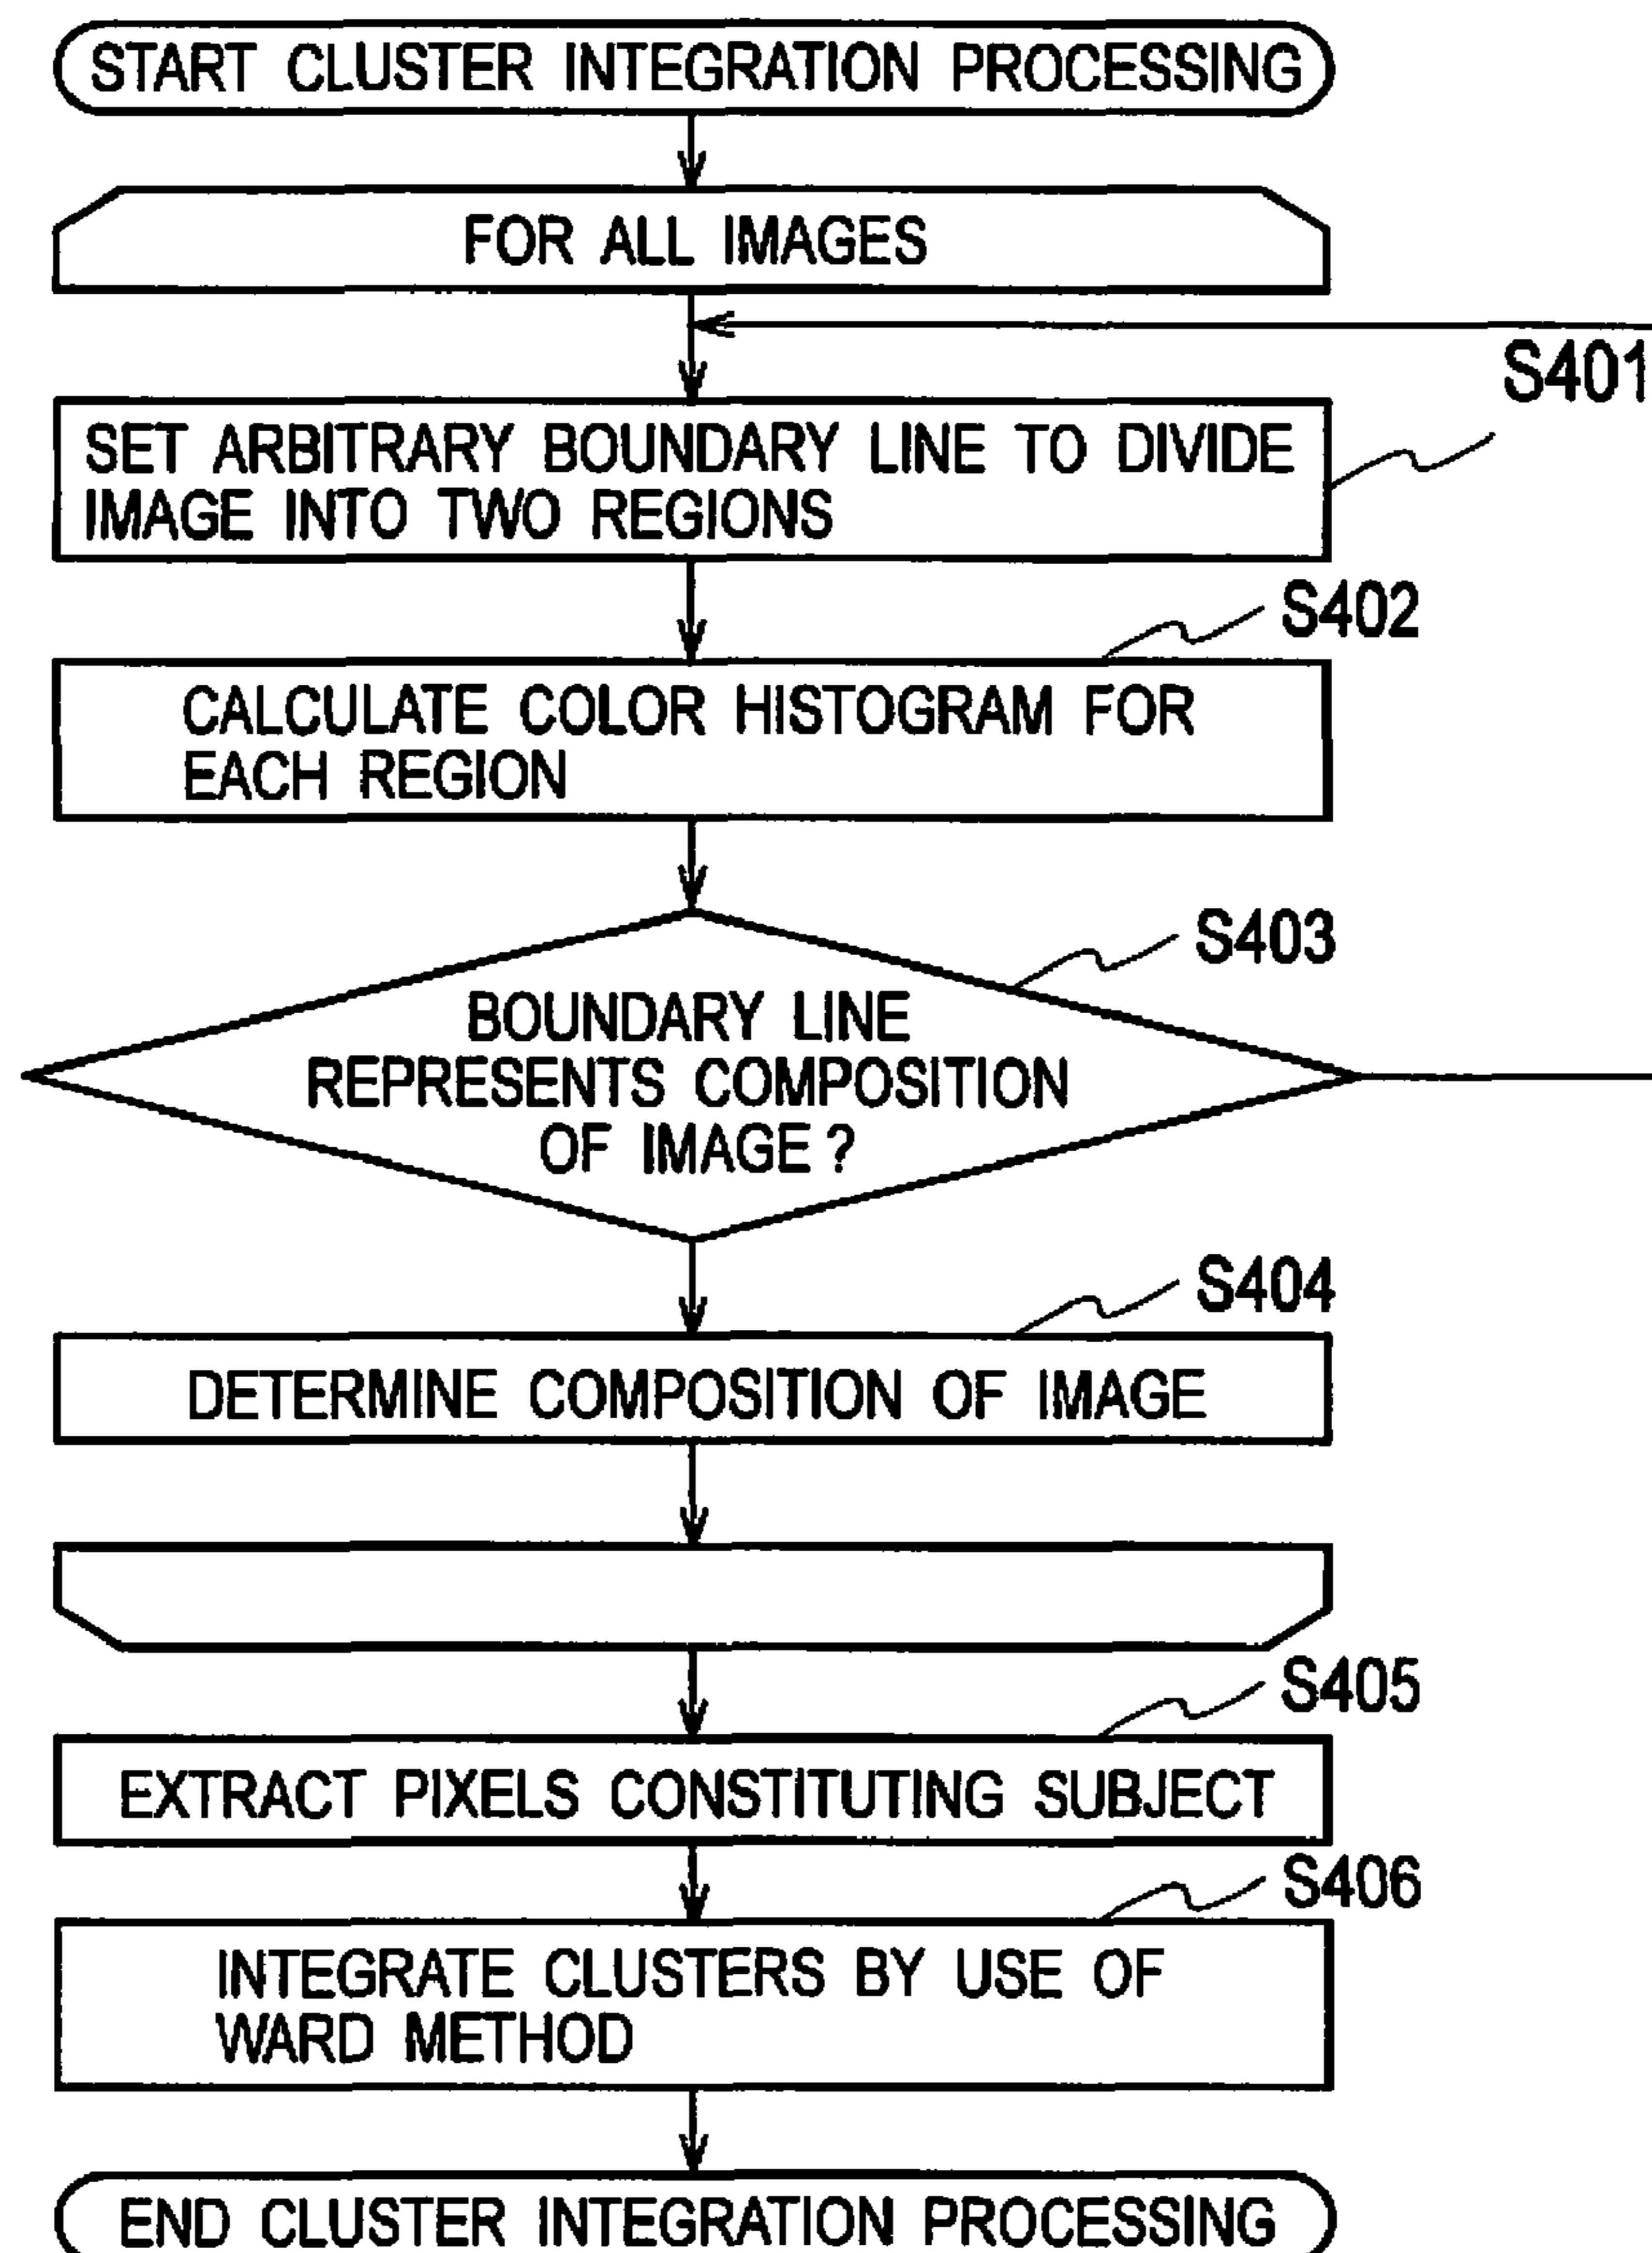 START CLUSTER INTEGRATION PROCESSING
FOR ALL IMAGES
S401
SET ARBITRARY BOUNDARY LINE TO DIVIDE
IMAGE INTO TWO REGIONS
S402
CALCULATE COLOR HISTOGRAM FOR
EACH REGION
S403
BOUNDARY LINE
REPRESENTS COMPOSITION
OF IMAGE ?
S404
DETERMINE COMPOSITION OF IMAGE
S405
EXTRACT PIXELS CONSTITUTING SUBJECT
S406
INTEGRATE CLUSTERS BY USE OF
WARD METHOD
END CLUSTER INTEGRATION PROCESSING